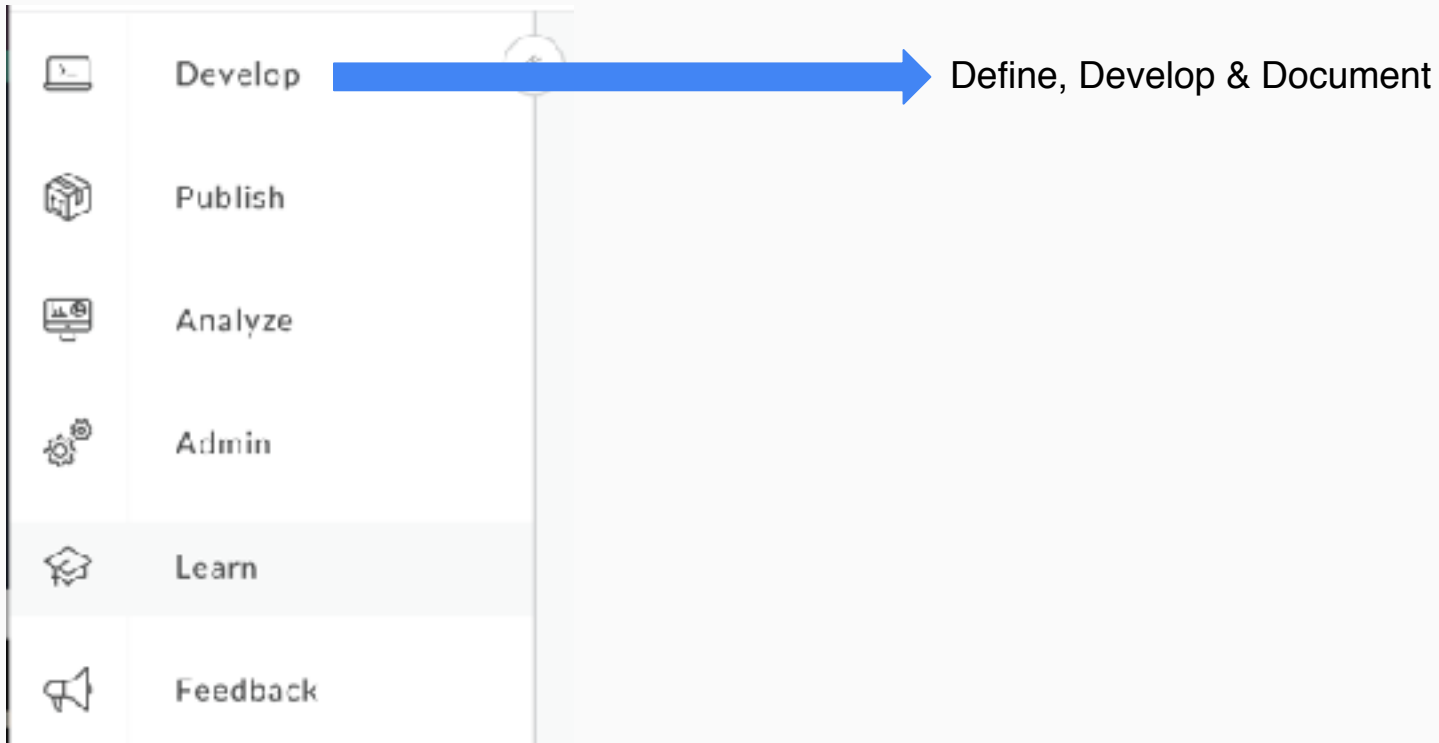 Develop
Define, Develop & Document
Publish
Analyze
Admin
Learn
Feedback